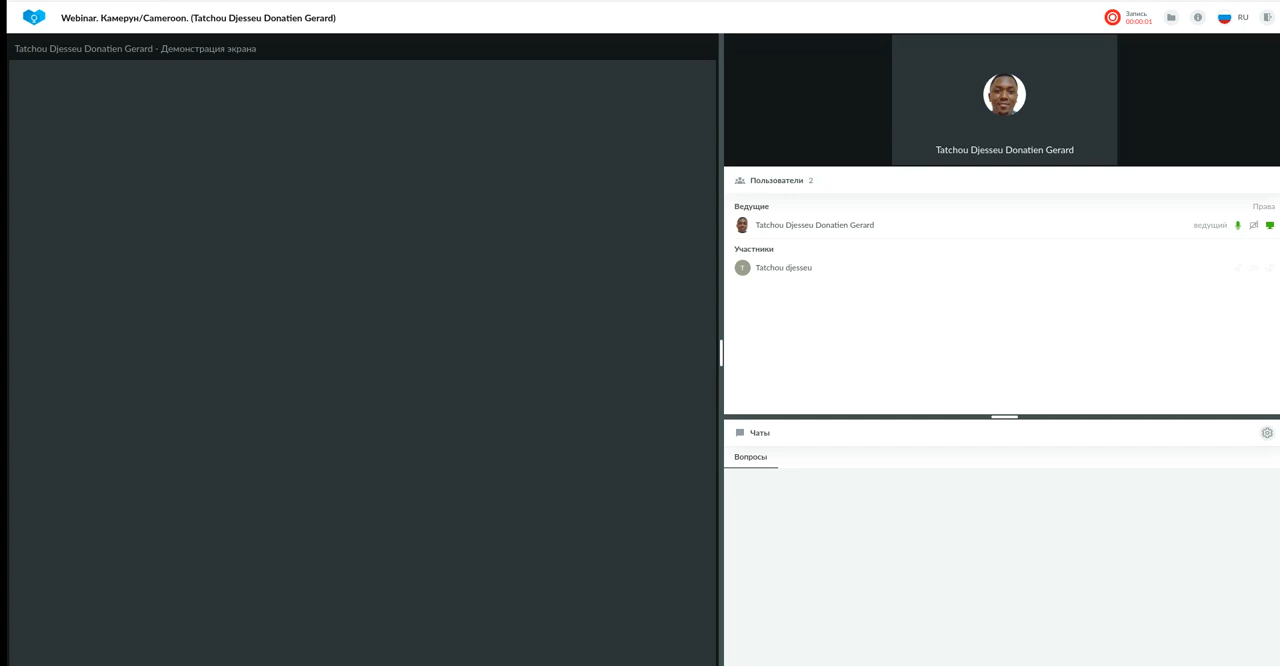 Webinar. Камерун/Cameroon. (Tatchou Djesseu Donatien Gerard)
Запись
00:00:01
RU
Tatchou Djesseu Donatien Gerard - Демонстрация экрана
Tatchou Djesseu Donatien Gerard
Пользователи 2
Ведущие
Права
Tatchou Djesseu Donatien Gerard
ведущий
Участники
T
Tatchou djesseu
Чаты
Вопросы